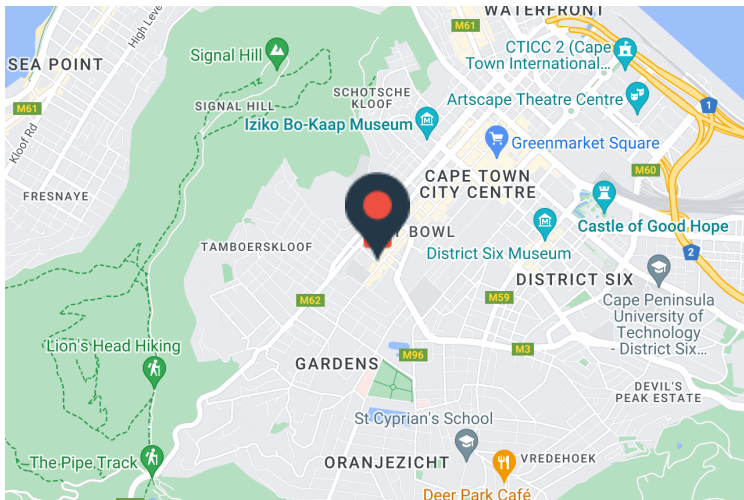 WATERFRONT
M61
High Leve
Signal Hill
CTICC 2 (Cape
Town International...
SEA POINT
SCHOTSCHE
KLOOF
Artscape Theatre Centre
SIGNAL HILL
M61
1
Iziko Bo-Kaap Museum
Kloof Rd
Greenmarket Square
M60
CAPE TOWN
CITY CENTRE
FRESNAYE
Castle of Good Hope
Y BOWL
TAMBOERSKLOOF
District Six Museum
2
DISTRICT SIX
M62
M59
Cape Peninsula
University of
Technology
- District Six...
Lion's Head Hiking
M96
M3
GARDENS
DEVIL'S
PEAK ESTATE
St Cyprian's School
The Pipe Track
ORANJEZICHT
VREDEHOEK
Deer Park Café